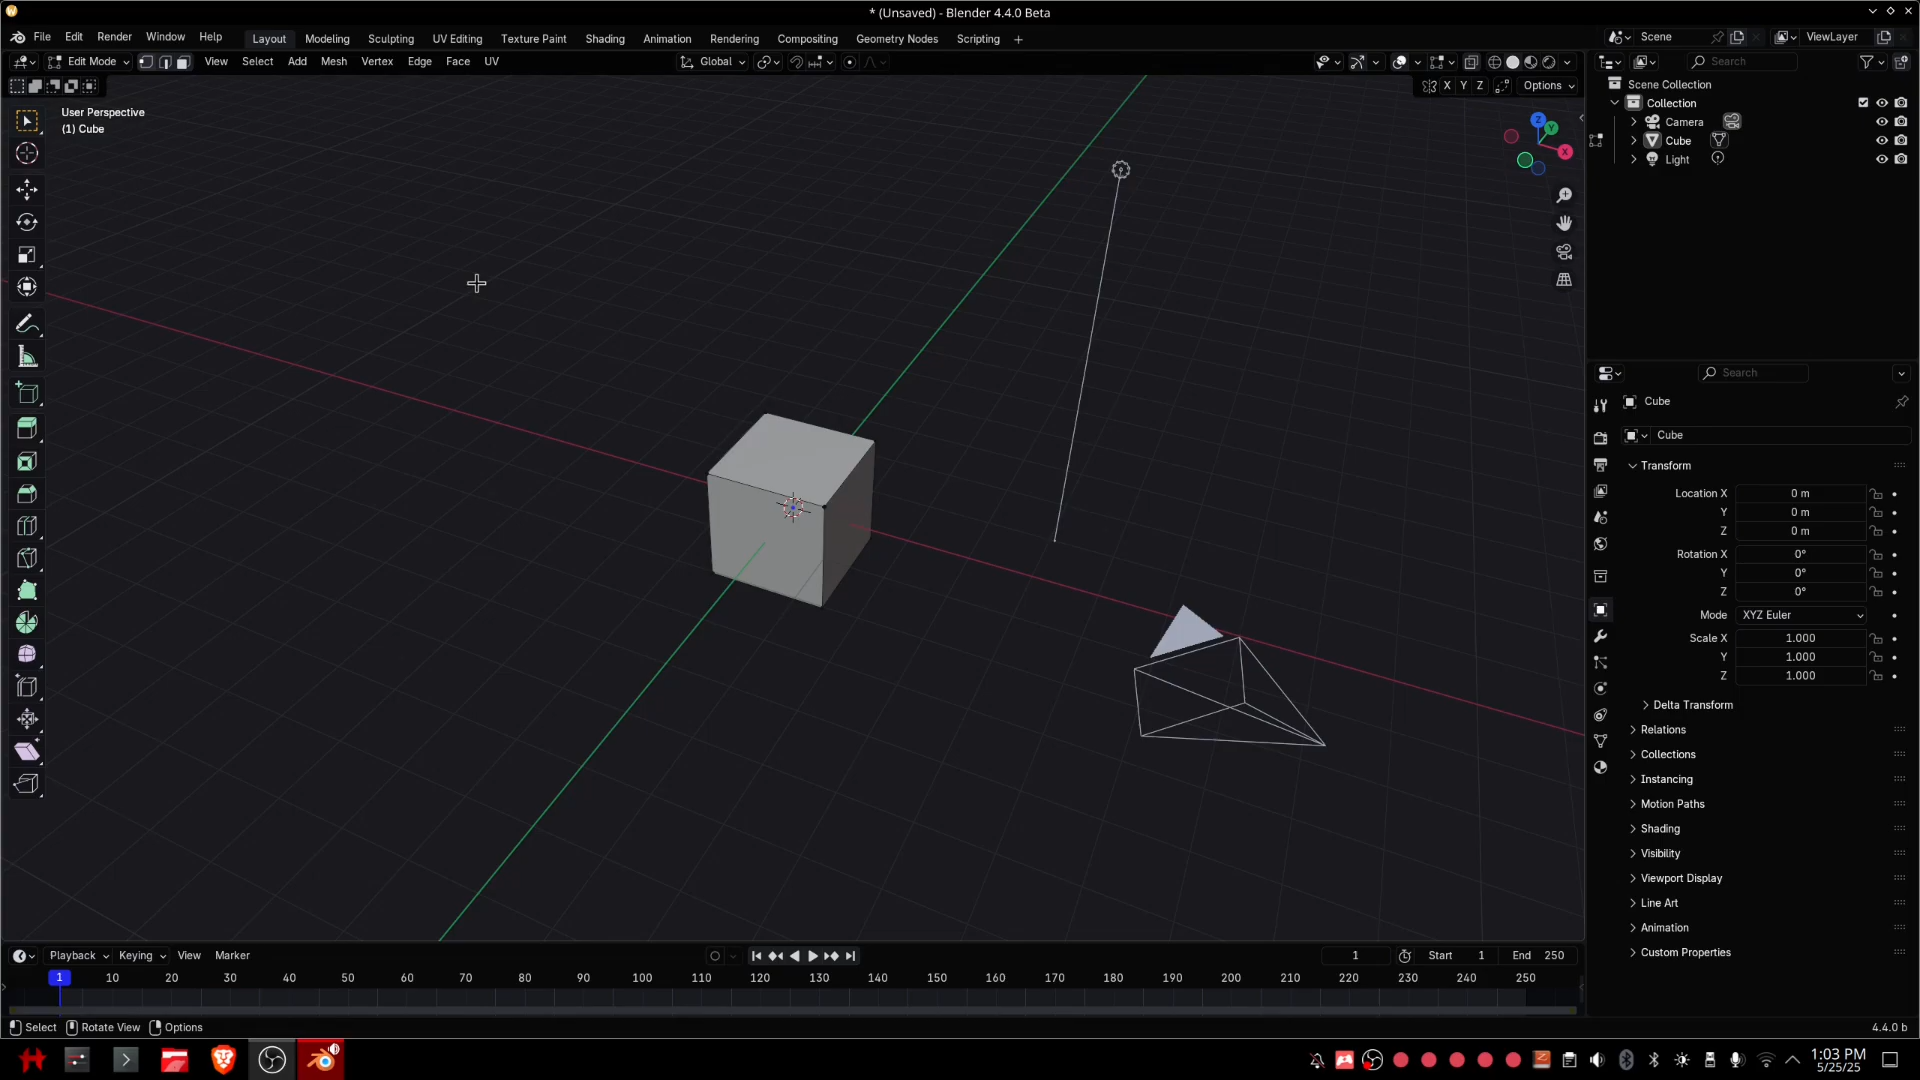 * (Unsaved) - Blender 4.4.0 Beta
File Edit Render Window Help Layout Modeling Sculpting UV Editing Texture Paint Shading Animation Rendering Compositing Geometry Nodes Scripting +
Scene ViewLayer
Edit Mode View Select Add Mesh Vertex Edge Face UV Global
Search
X Y Z Options
User Perspective
(1) Cube
Z
Y
X
Scene Collection
Collection
Camera
Cube
Light
Search
Cube
Cube
Transform
Location X 0 m
Y 0 m
Z 0 m
Rotation X 0°
Y 0°
Z 0°
Mode XYZ Euler
Scale X 1.000
Y 1.000
Z 1.000
Delta Transform
Relations
Collections
Instancing
Motion Paths
Shading
Visibility
Viewport Display
Line Art
Animation
Custom Properties
Playback Keying View Marker
1 Start 1 End 250
1 10 20 30 40 50 60 70 80 90 100 110 120 130 140 150 160 170 180 190 200 210 220 230 240 250
Select Rotate View Options
4.4.0 b
1:03 PM
5/25/25